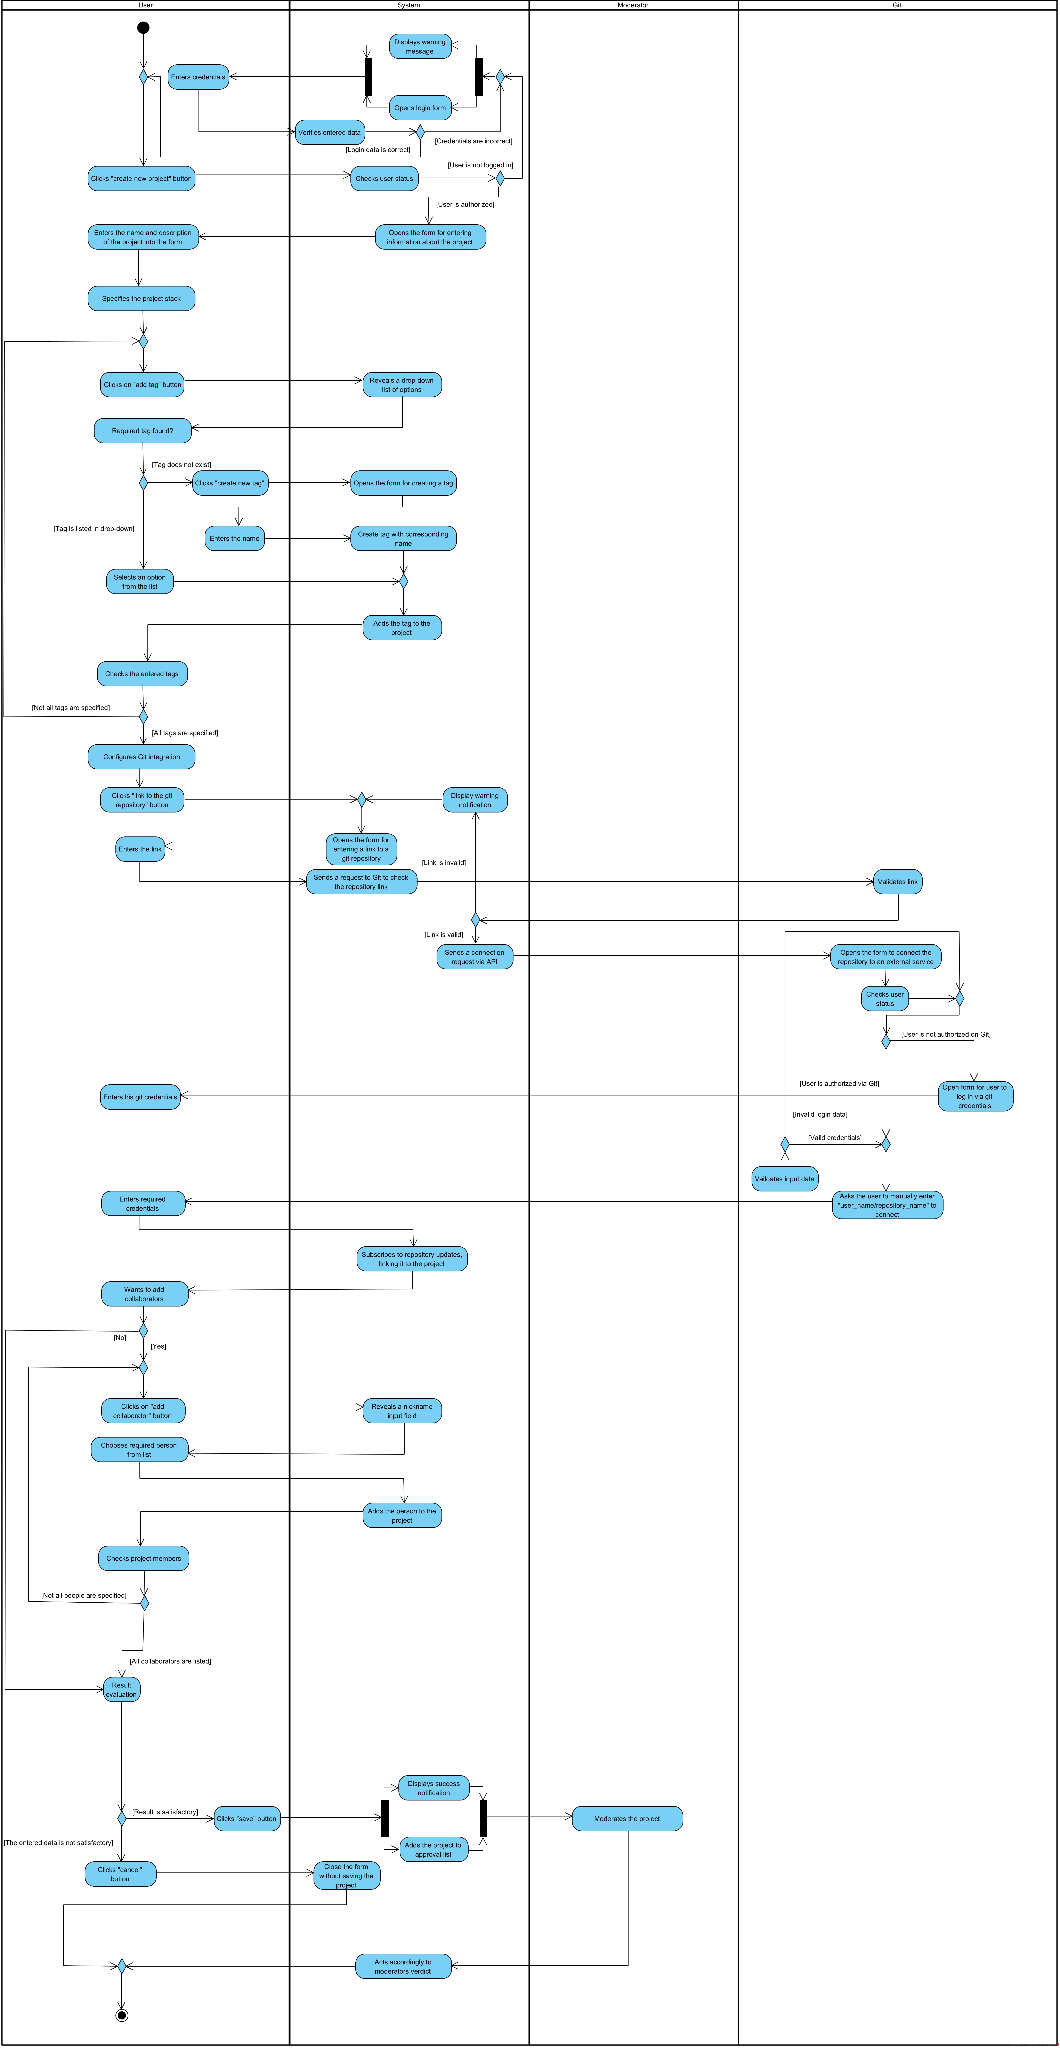 User
System
Moderator
Git
Displays warning
message
Enters credentials
Opens login form
Verifies entered data
[Credentials are incorrect]
[Login data is correct]
[User is not logged in]
Clicks "create new project" button
Checks user status
[User is authorized]
Enters the name and description
of the project into the form
Opens the form for entering
information about the project
Specifies the project stack
Clicks on "add tag" button
Reveals a drop down
list of options
Required tag found?
[Tag does not exist]
Clicks "create new tag"
Opens the form for creating a tag
[Tag is listed in drop-down]
Enters the name
Create tag with corresponding
name
Selects an option
from the list
Adds the tag to the
project
Checks the entered tags
[Not all tags are specified]
[All tags are specified]
Configures Git integration
Clicks "link to the git
repository" button
Display warning
notification
Enters the link
Opens the form for
entering a link to a
git repository
[Link is invalid]
Sends a request to Git to check
the repository link
Validates link
[Link is valid]
Sends a connection
request via API
Opens the form to connect the
repository to an external service
Checks user
status
[User is not authorized on Git]
[User is authorized via Git]
Enters his git credentials
Open form for user to
log in via git
credentials
[Invalid login data]
'Valid credentials'
Validates input data
Enters required
credentials
Asks the user to manually enter
"user_name/repository_name" to
connect
Subscribes to repository updates,
linking it to the project
Wants to add
collaborators
[No]
[Yes]
Clicks on "add
collaborator" button
Reveals a nickname
input field
Chooses required person
from list
Adds the person to the
project
Checks project members
[Not all people are specified]
[All collaborators are listed]
Result
evaluation
Displays success
notification
[Result is satisfactory]
Clicks "save" button
Moderates the project
[The entered data is not satisfactory]
Adds the project to
approval list
Clicks "cancel"
button
Close the form
without saving the
project
Acts accordingly to
moderators verdict